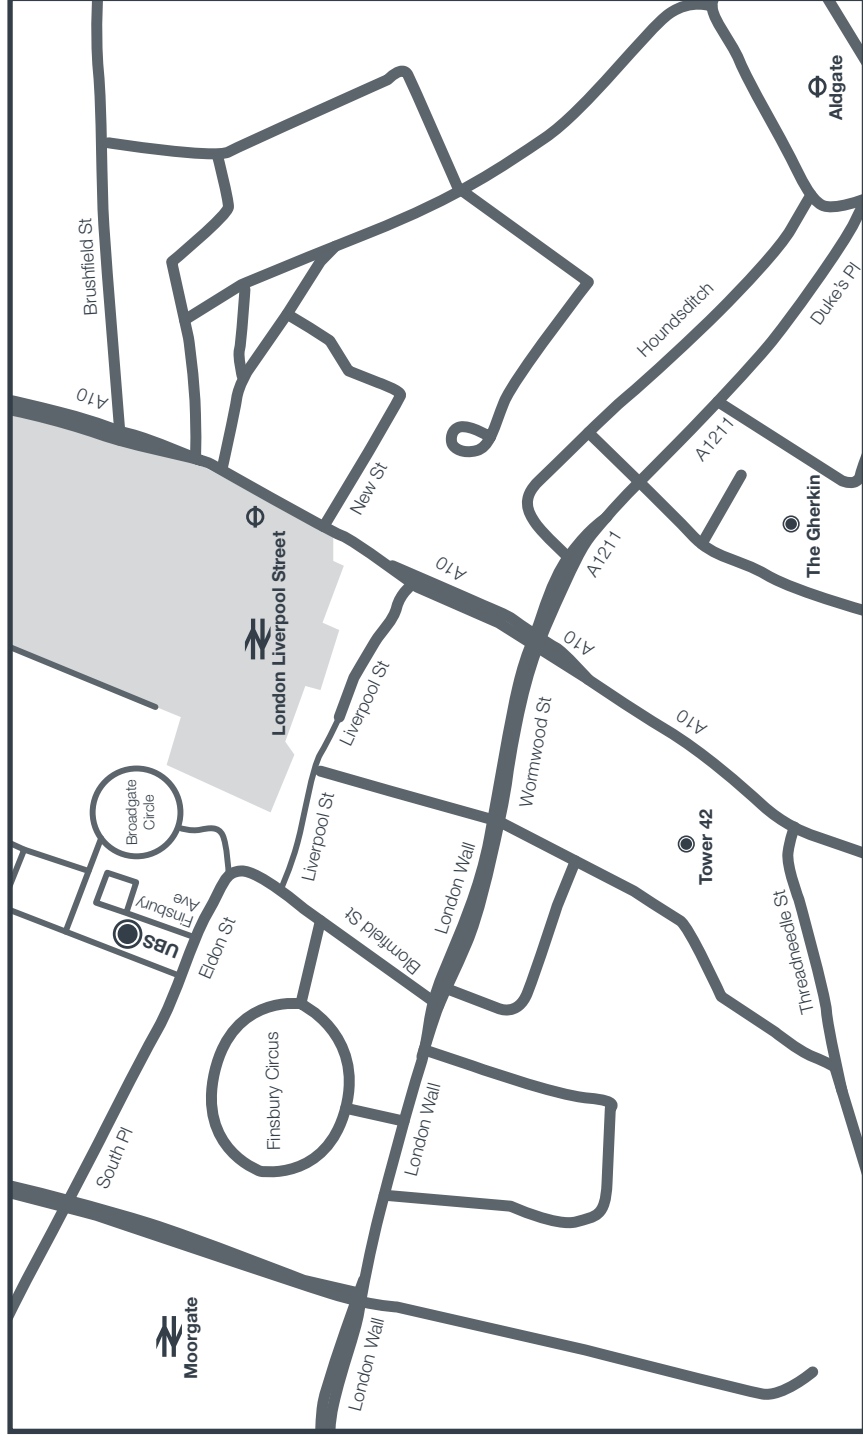 Brushfield St
A10
Houndsditch
Aldgate
Duke's Pl
New St
A1211
The Gherkin
A10
A1211
London Liverpool Street
A10
Liverpool St
A10
Wormwood St
Broadgate
Circle
Liverpool St
Tower 42
Finsbury
Ave
UBS
Eldon St
London Wall
Blomfield St
Threadneedle St
Finsbury Circus
London Wall
South Pl
Moorgate
London Wall